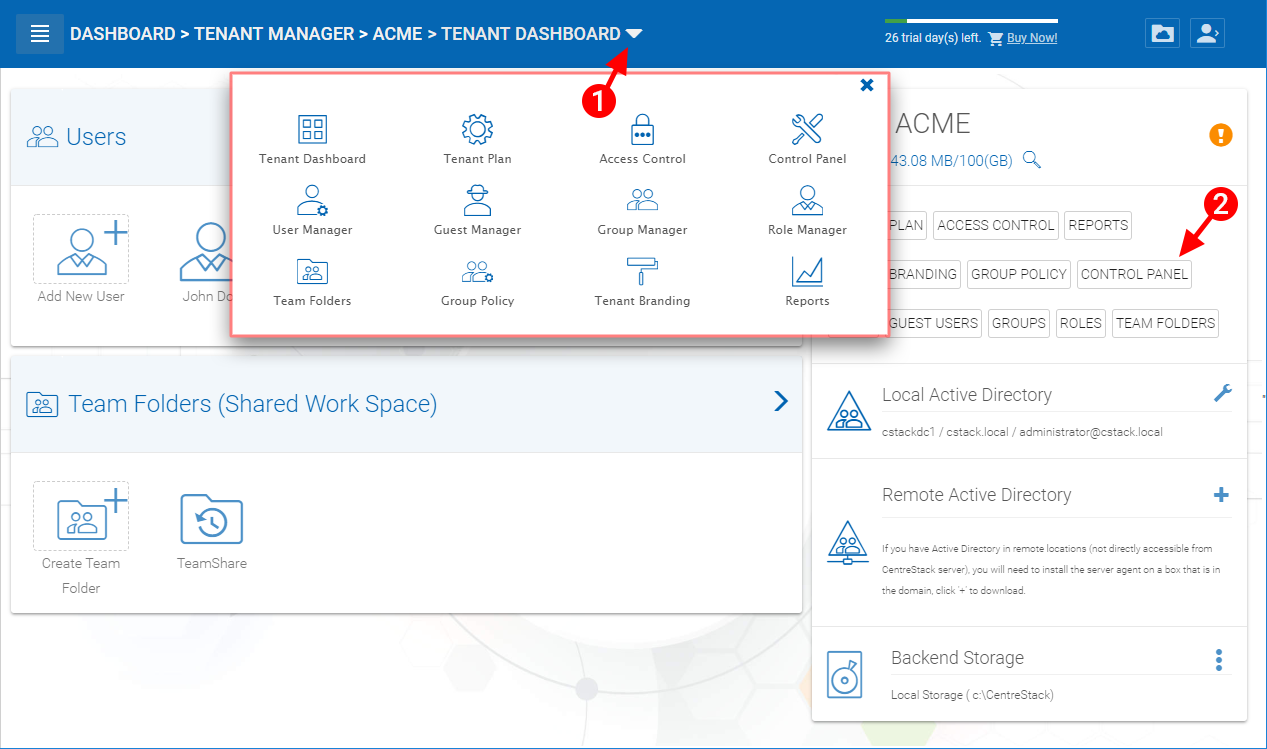 DASHBOARD > TENANT MANAGER > ACME > TENANT DASHBOARD
26 trial day(s) left. Buy Now!
1
Tenant Dashboard Tenant Plan Access Control Control Panel
User Manager Guest Manager Group Manager Role Manager
Team Folders Group Policy Tenant Branding Reports
Users
Add New User John Do
Team Folders (Shared Work Space)
Create Team
Folder
TeamShare
ACME
43.08 MB/100(GB)
2
PLAN ACCESS CONTROL REPORTS
BRANDING GROUP POLICY CONTROL PANEL
GUEST USERS GROUPS ROLES TEAM FOLDERS
Local Active Directory
cstackdc1 / cstack.local / administrator@cstack.local
Remote Active Directory
If you have Active Directory in remote locations (not directly accessible from
CentreStack server), you will need to install the server agent on a box that is in
the domain, click '+' to download.
Backend Storage
Local Storage ( c:\CentreStack)